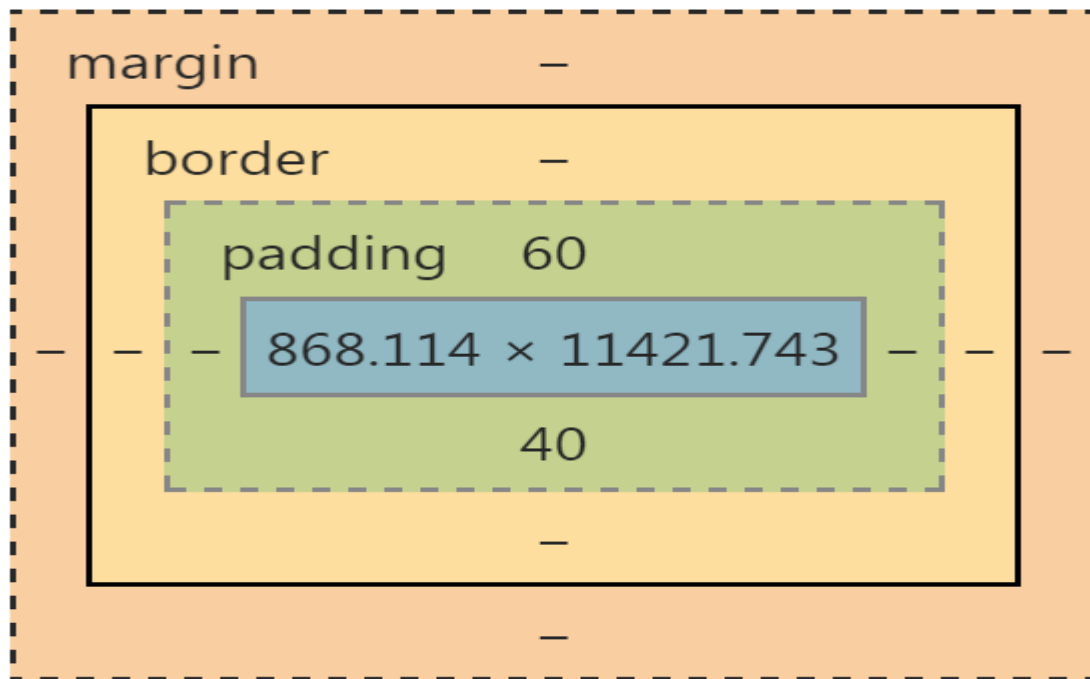 margin –
border –
padding 60
– – – 868.114 × 11421.743 – – –
40
–
–